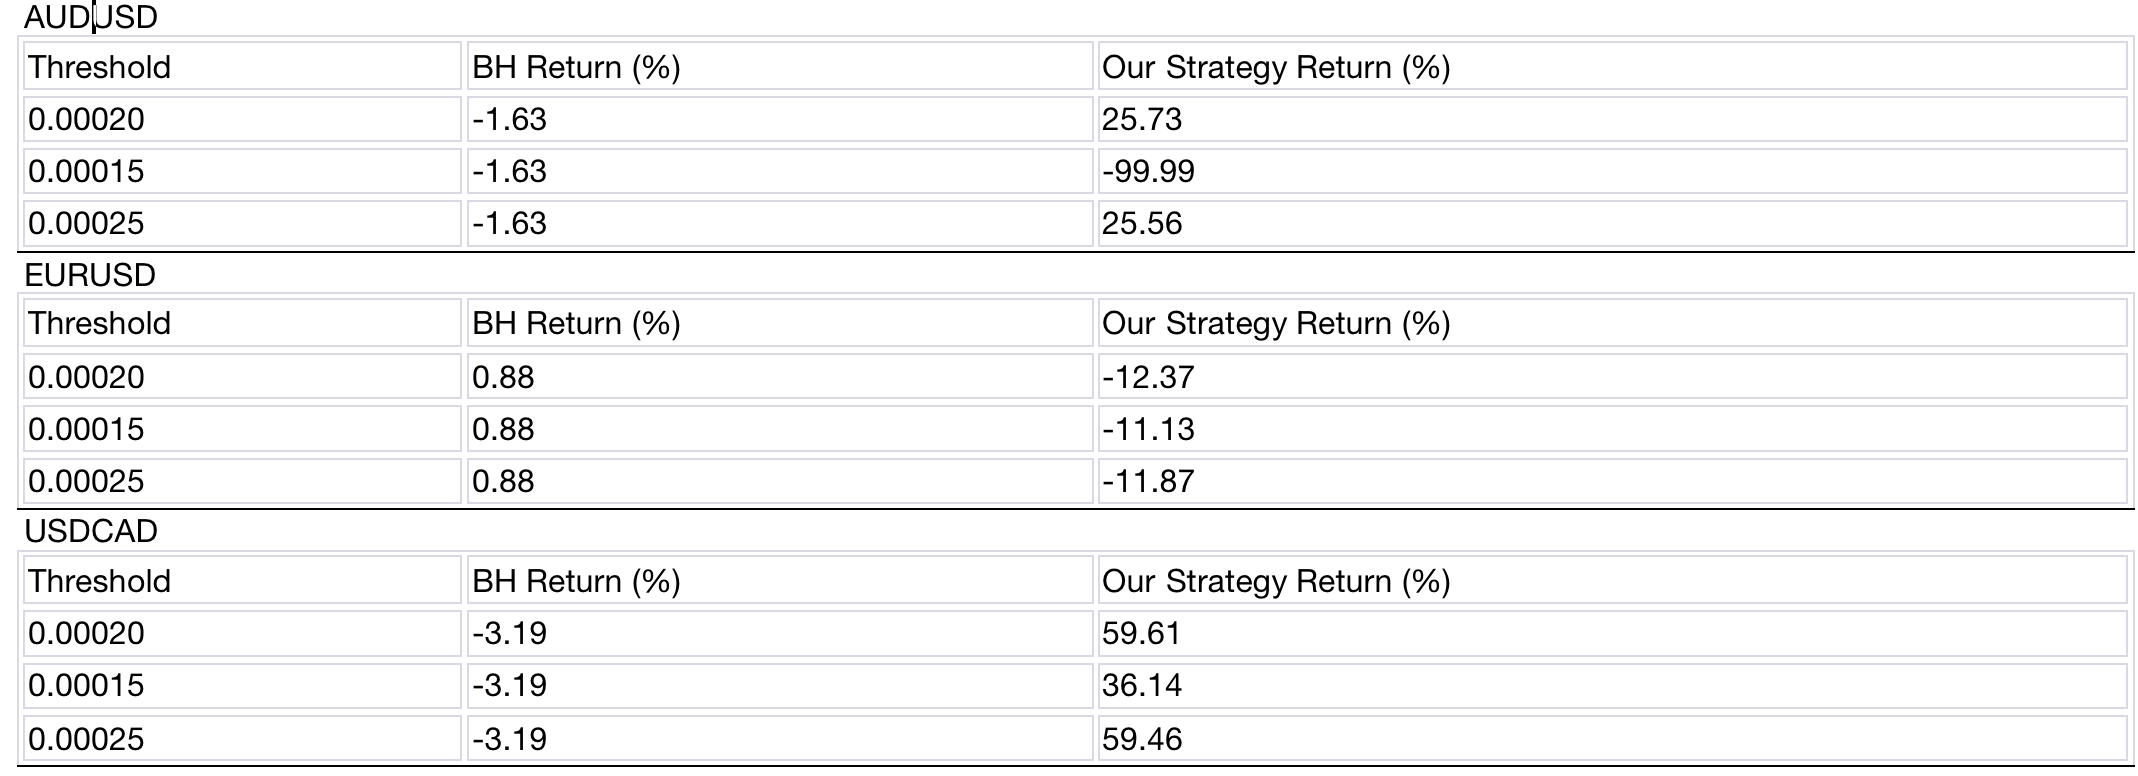 AUDUSD
Threshold BH Return (%) Our Strategy Return (%)
0.00020 -1.63 25.73
0.00015 -1.63 -99.99
0.00025 -1.63 25.56
EURUSD
Threshold BH Return (%) Our Strategy Return (%)
0.00020 0.88 -12.37
0.00015 0.88 -11.13
0.00025 0.88 -11.87
USDCAD
Threshold BH Return (%) Our Strategy Return (%)
0.00020 -3.19 59.61
0.00015 -3.19 36.14
0.00025 -3.19 59.46